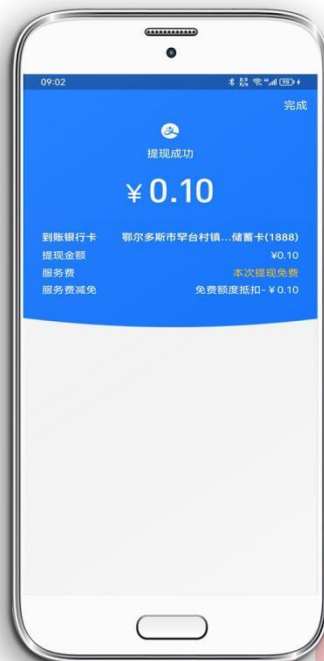 09:02
完成
支
提现成功
¥0.10
到账银行卡 鄂尔多斯市罕台村镇...储蓄卡(1888)
提现金额 ¥0.10
服务费 本次提现免费
服务费减免 免费额度抵扣-¥0.10